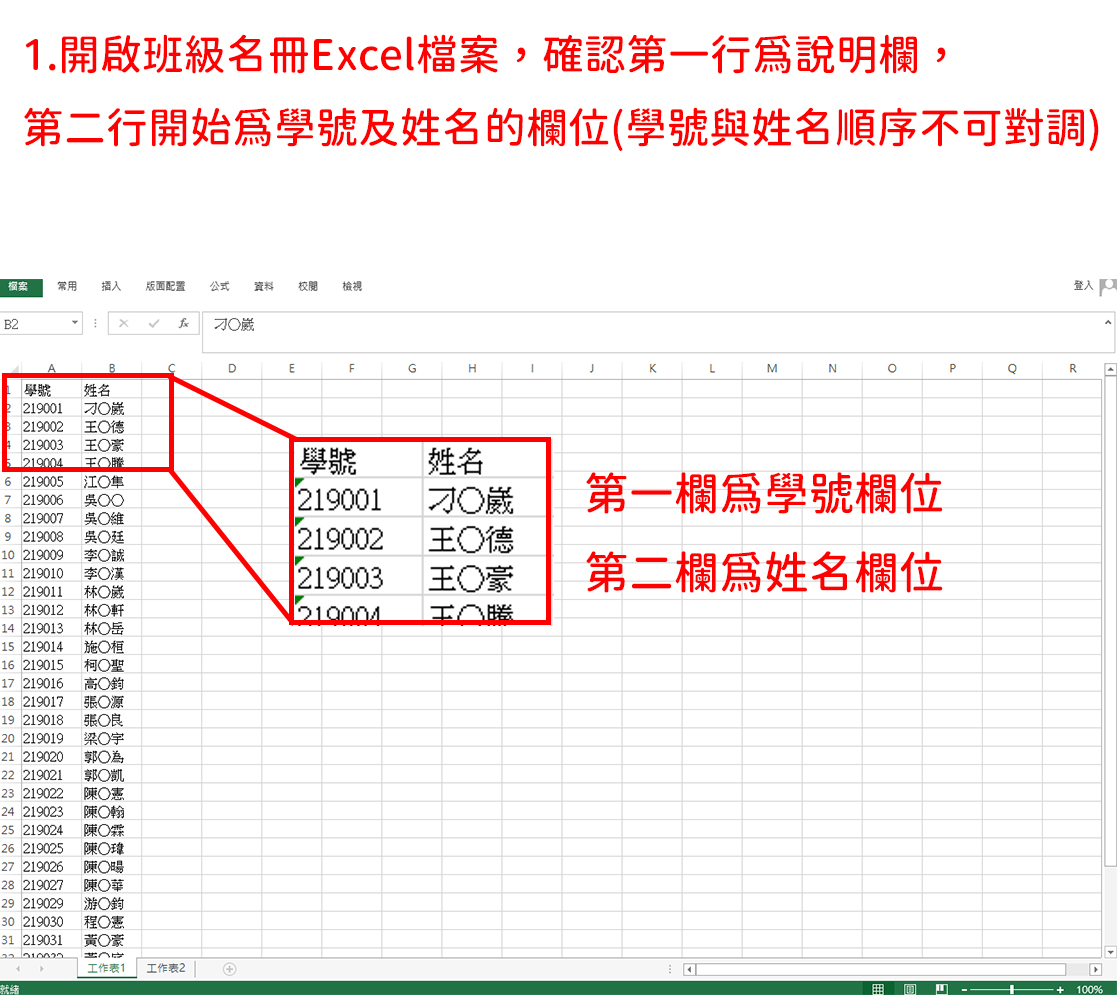 1.開啟班級名冊Excel檔案，確認第一行為說明欄，
第二行開始為學號及姓名的欄位(學號與姓名順序不可對調)
檔案 常用 插入 版面配置 公式 資料 校閱 檢視 登入
B2 fx 刁〇崴
A B C D E F G H I J K L M N O P Q R
1 學號 姓名
2 219001 刁〇崴
3 219002 王〇德
4 219003 王〇豪
5 219004 王〇騰
6 219005 江〇隼
7 219006 吳〇〇
8 219007 吳〇維
9 219008 吳〇廷
10 219009 李〇誠
11 219010 李〇漢
12 219011 林〇崴
13 219012 林〇軒
14 219013 林〇岳
15 219014 施〇桓
16 219015 柯〇聖
17 219016 高〇鈞
18 219017 張〇源
19 219018 張〇良
20 219019 梁〇宇
21 219020 郭〇為
22 219021 郭〇凱
23 219022 陳〇憲
24 219023 陳〇翰
25 219024 陳〇霖
26 219025 陳〇瑋
27 219026 陳〇暘
28 219027 陳〇華
29 219029 游〇鈞
30 219030 程〇憲
31 219031 黃〇豪
學號 姓名
219001 刁〇崴
219002 王〇德
219003 王〇豪
219004 王〇騰
第一欄為學號欄位
第二欄為姓名欄位
工作表1 工作表2
就緒 100%